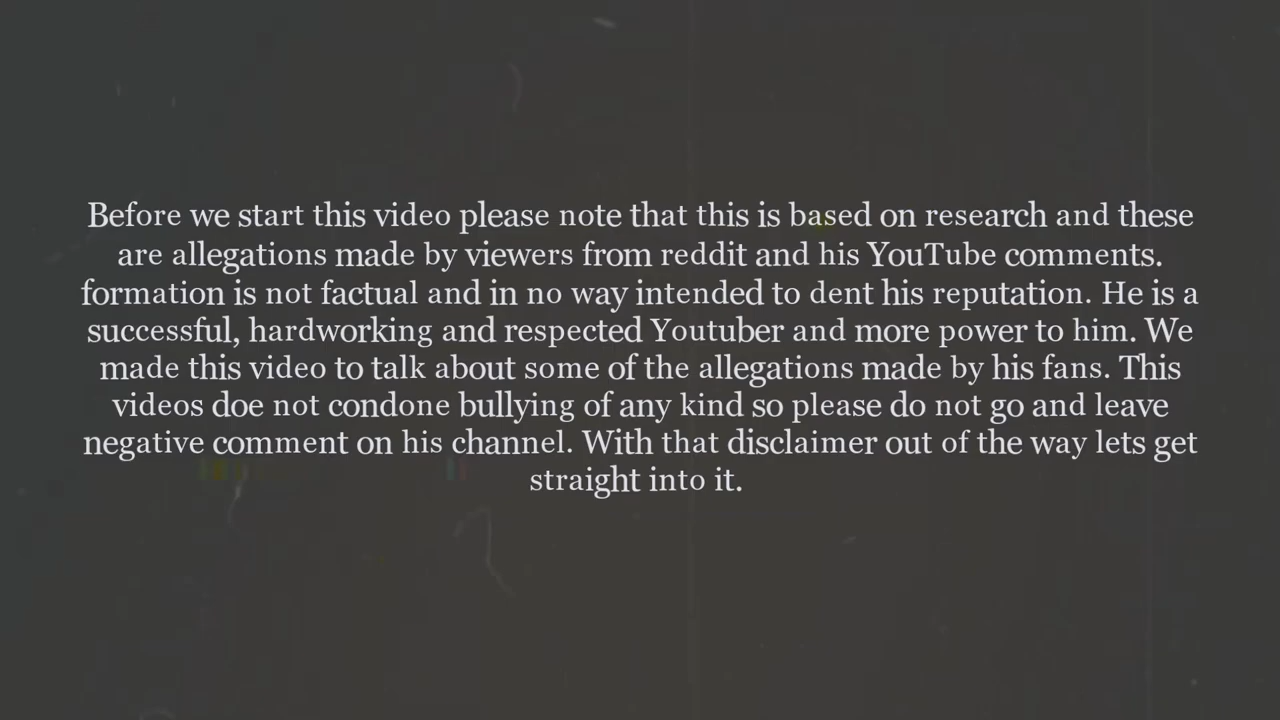 Before we start this video please note that this is based on research and these
are allegations made by viewers from reddit and his YouTube comments.
formation is not factual and in no way intended to dent his reputation. He is a
successful, hardworking and respected Youtuber and more power to him. We
made this video to talk about some of the allegations made by his fans. This
videos doe not condone bullying of any kind so please do not go and leave
negative comment on his channel. With that disclaimer out of the way lets get
straight into it.